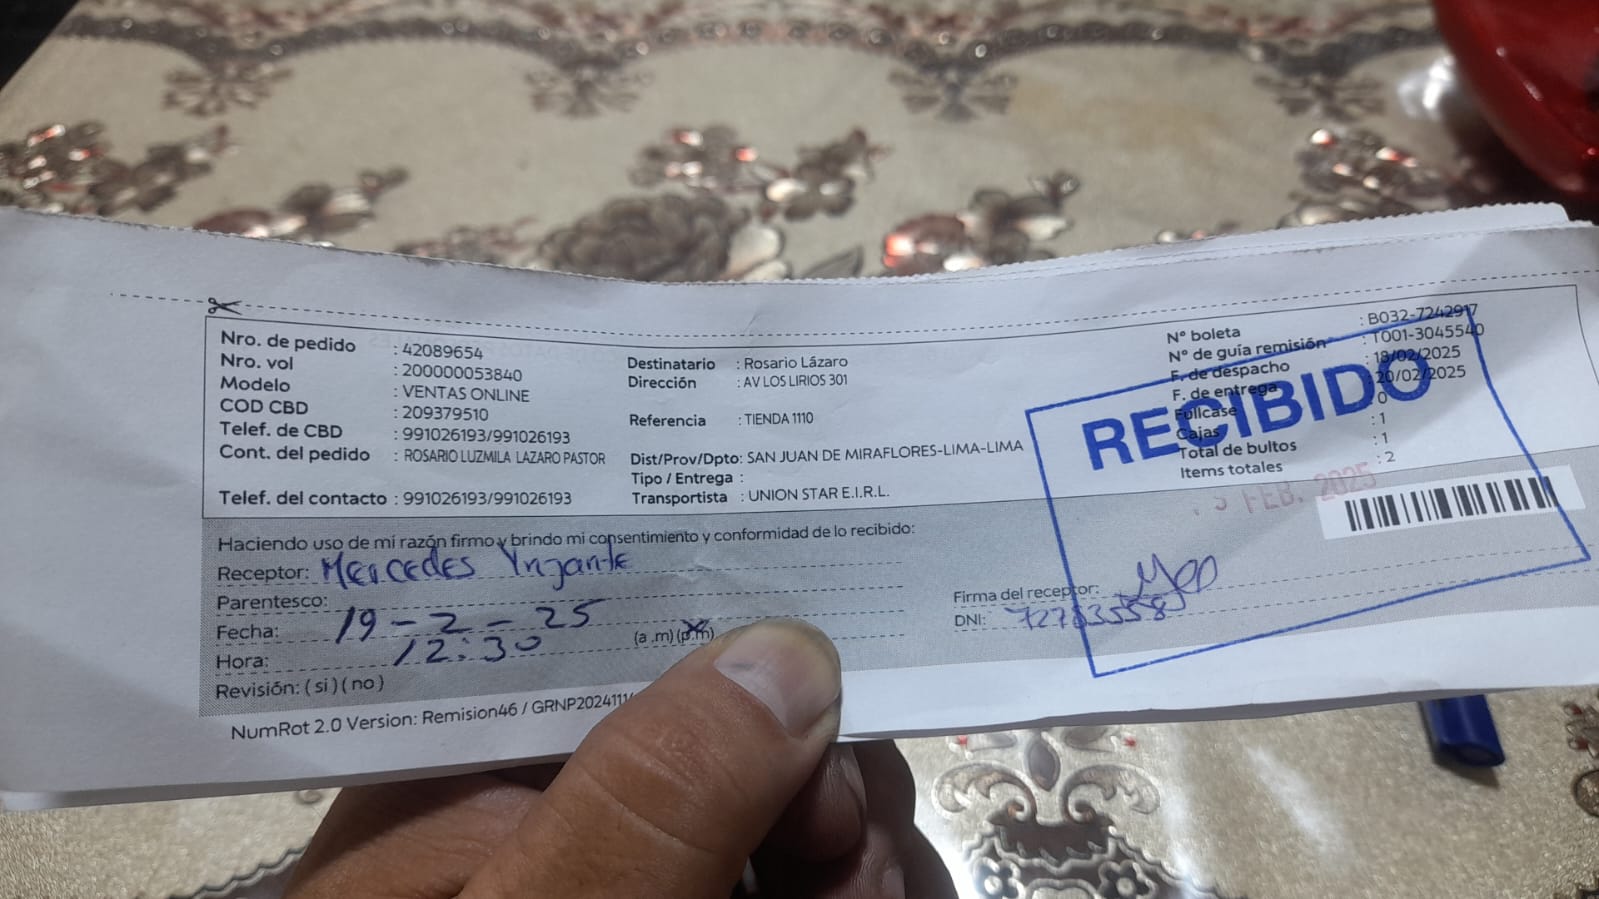 Nro. de pedido : 42089654
Nro. vol : 200000053840
Modelo : VENTAS ONLINE
COD CBD : 209379510
Telef. de CBD : 991026193/991026193
Cont. del pedido : ROSARIO LUZMILA LAZARO PASTOR
Telef. del contacto : 991026193/991026193
Destinatario : Rosario Lázaro
Dirección : AV LOS LIRIOS 301
Referencia : TIENDA 1110
Dist/Prov/Dpto: SAN JUAN DE MIRAFLORES-LIMA-LIMA
Tipo / Entrega :
Transportista : UNION STAR E.I.R.L.
N° boleta : B032-7242917
N° de guía remisión : T001-3045540
F. de despacho : 18/02/2025
F. de entrega : 20/02/2025
Fullcase : 0
Cajas : 1
Total de bultos : 1
Items totales : 2
RECIBIDO
FEB. 2025
Haciendo uso de mi razón firmo y brindo mi consentimiento y conformidad de lo recibido:
Receptor: Mercedes
Parentesco:
Fecha: 19-2-25
Hora: 12:30 (a.m) (p.m)
Revisión: ( si ) ( no )
Firma del receptor:
DNI:
NumRot 2.0 Version: Remision46 / GRNP2024111